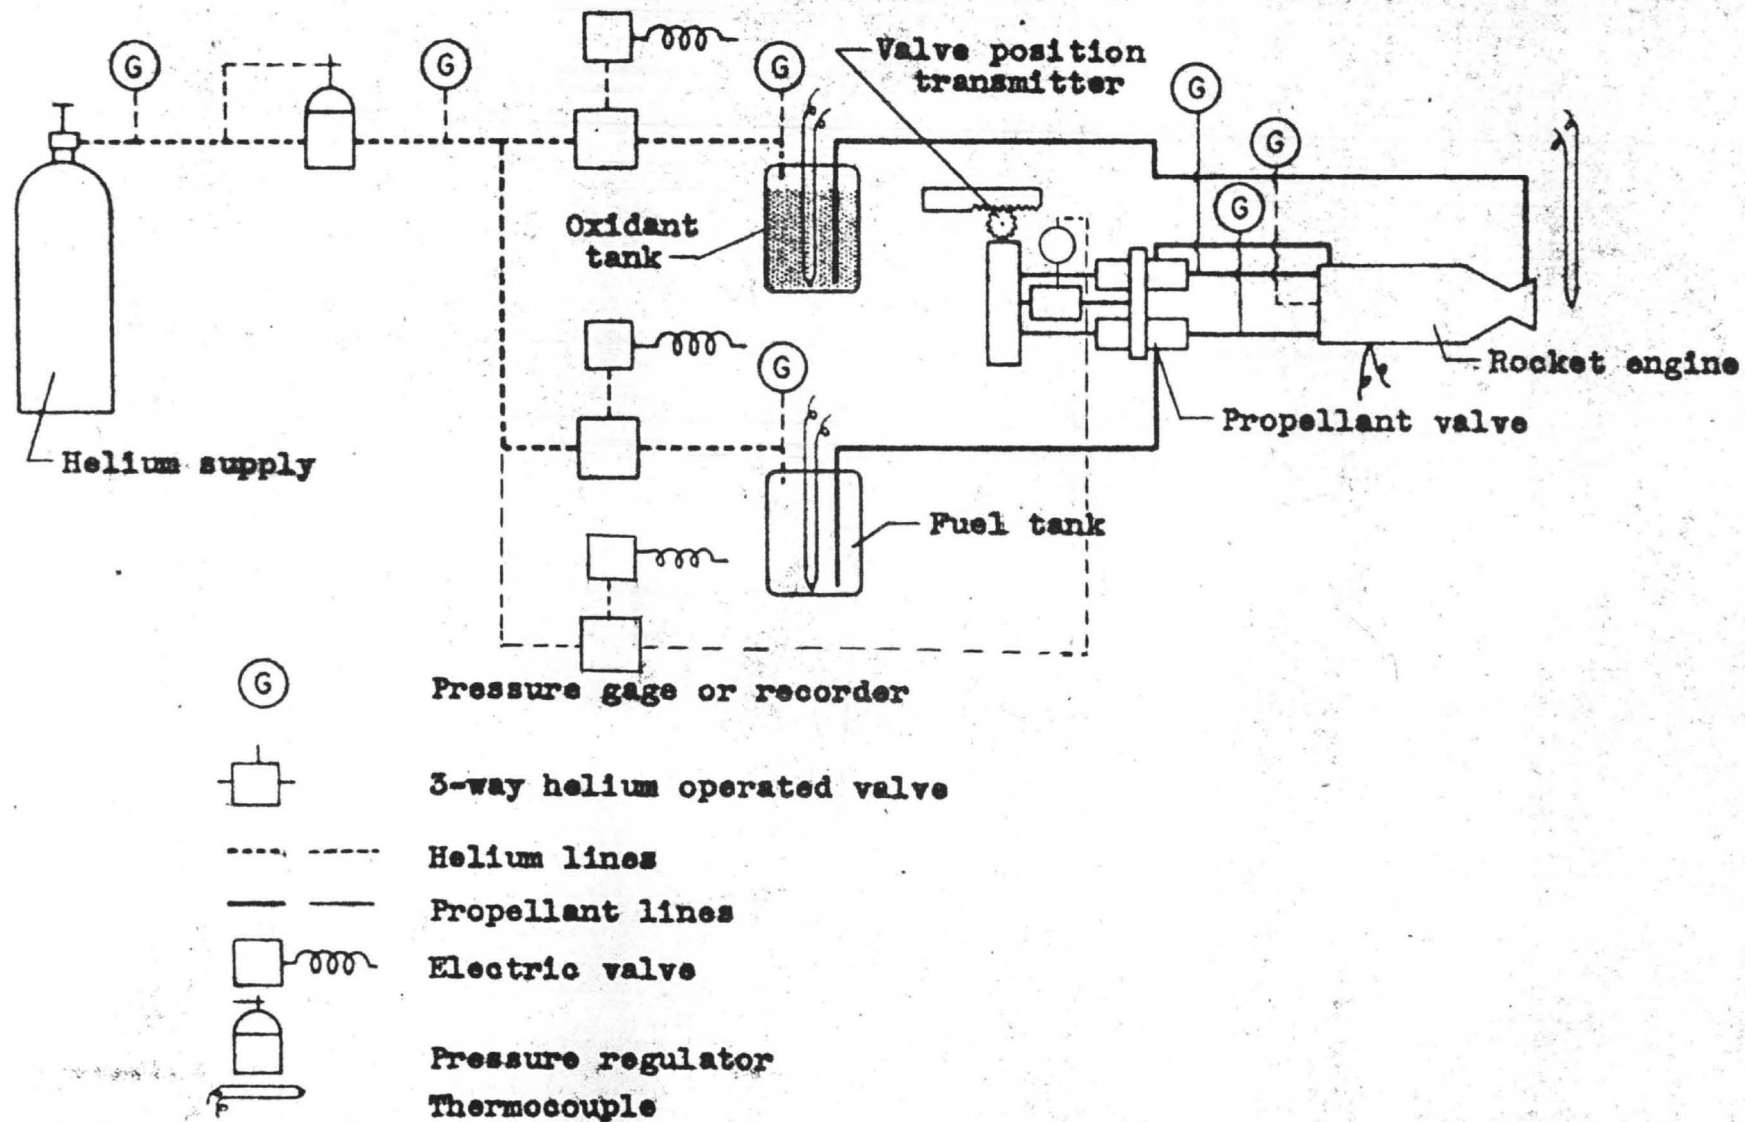 G
G
G
Valve position
transmitter
G
G
G
Oxidant
tank
G
Rocket engine
Propellant valve
Helium supply
Fuel tank
G
Pressure gage or recorder
3-way helium operated valve
Helium lines
Propellant lines
Electric valve
Pressure regulator
Thermocouple